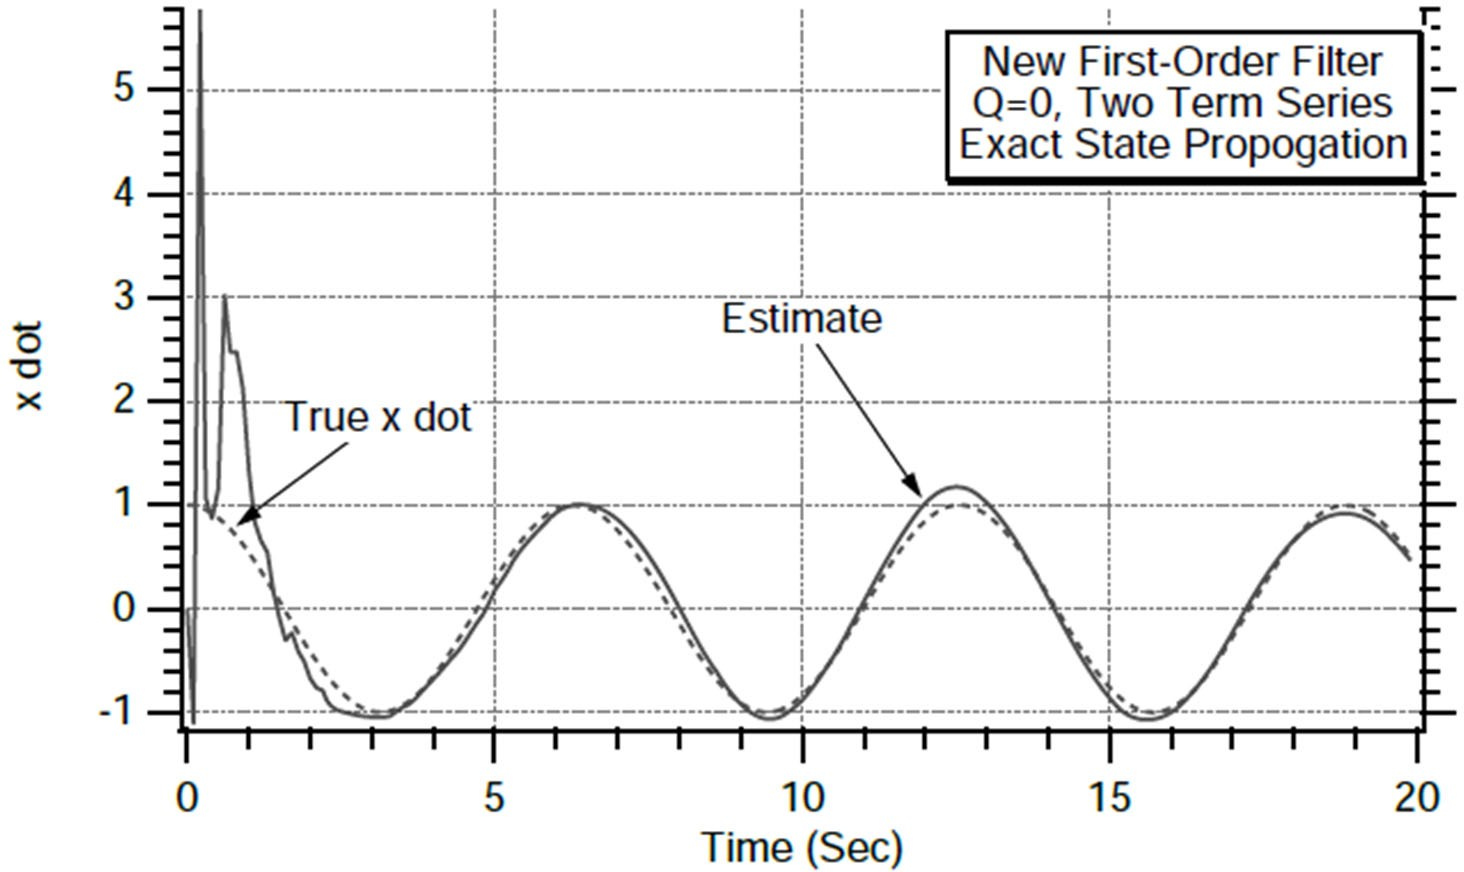 New First-Order Filter
Q=0, Two Term Series
Exact State Propogation
5
4
3
2
1
0
-1
x dot
Estimate
True x dot
0
5
10
15
20
Time (Sec)